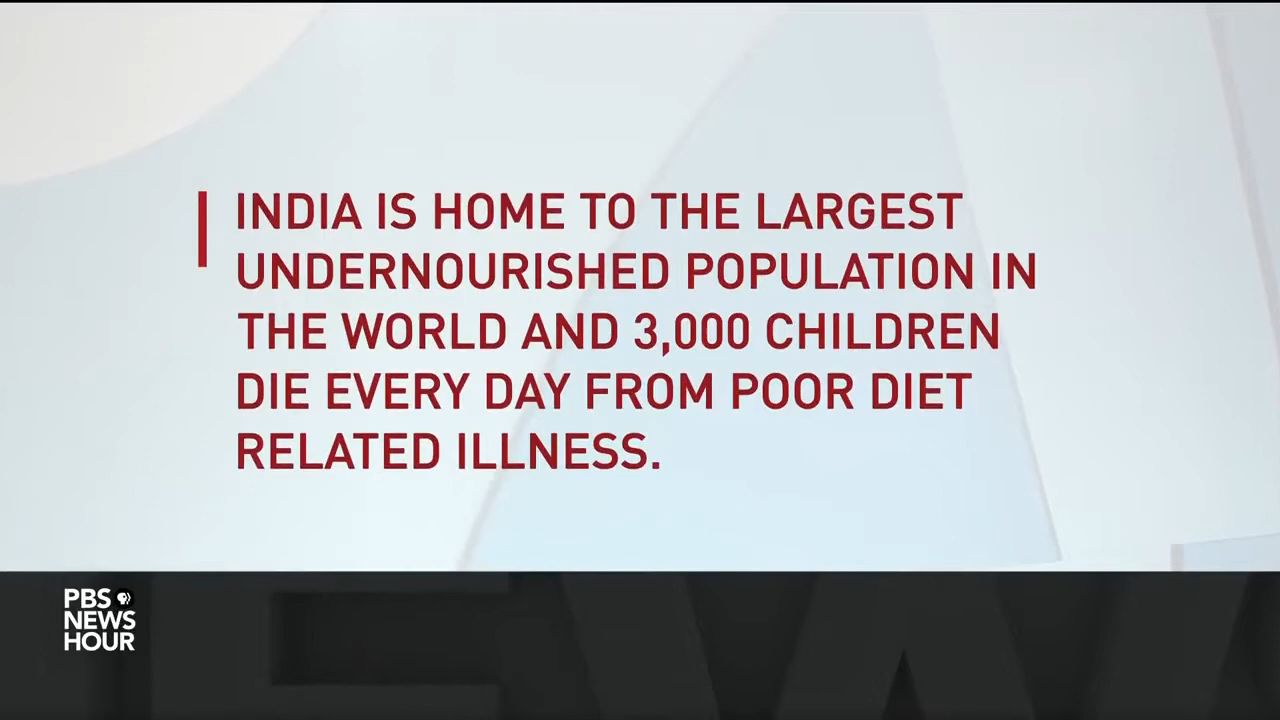 INDIA IS HOME TO THE LARGEST
UNDERNOURISHED POPULATION IN
THE WORLD AND 3,000 CHILDREN
DIE EVERY DAY FROM POOR DIET
RELATED ILLNESS.
PBS
NEWS
HOUR